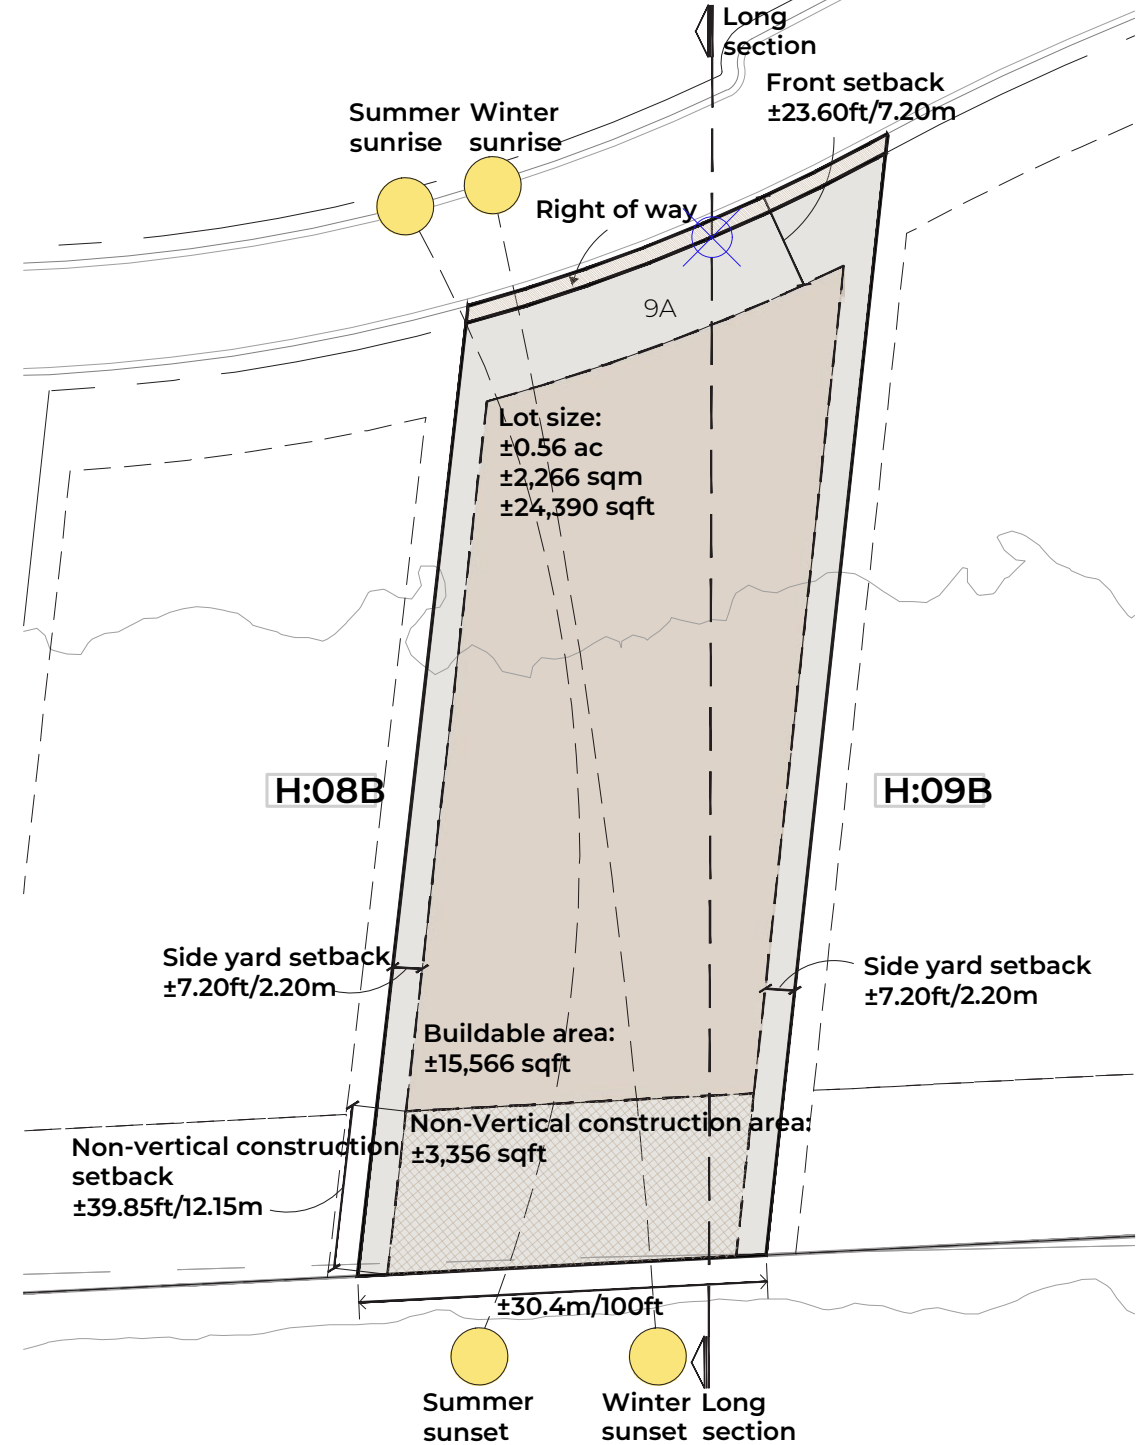 Long
section
Front setback
±23.60ft/7.20m
Summer
sunrise
Winter
sunrise
Right of way
9A
Lot size:
±0.56 ac
±2,266 sqm
±24,390 sqft
H:08B
H:09B
Side yard setback
±7.20ft/2.20m
Side yard setback
±7.20ft/2.20m
Buildable area:
±15,566 sqft
Non-Vertical construction area:
±3,356 sqft
Non-vertical construction
setback
±39.85ft/12.15m
±30.4m/100ft
Summer
sunset
Winter
sunset
Long
section